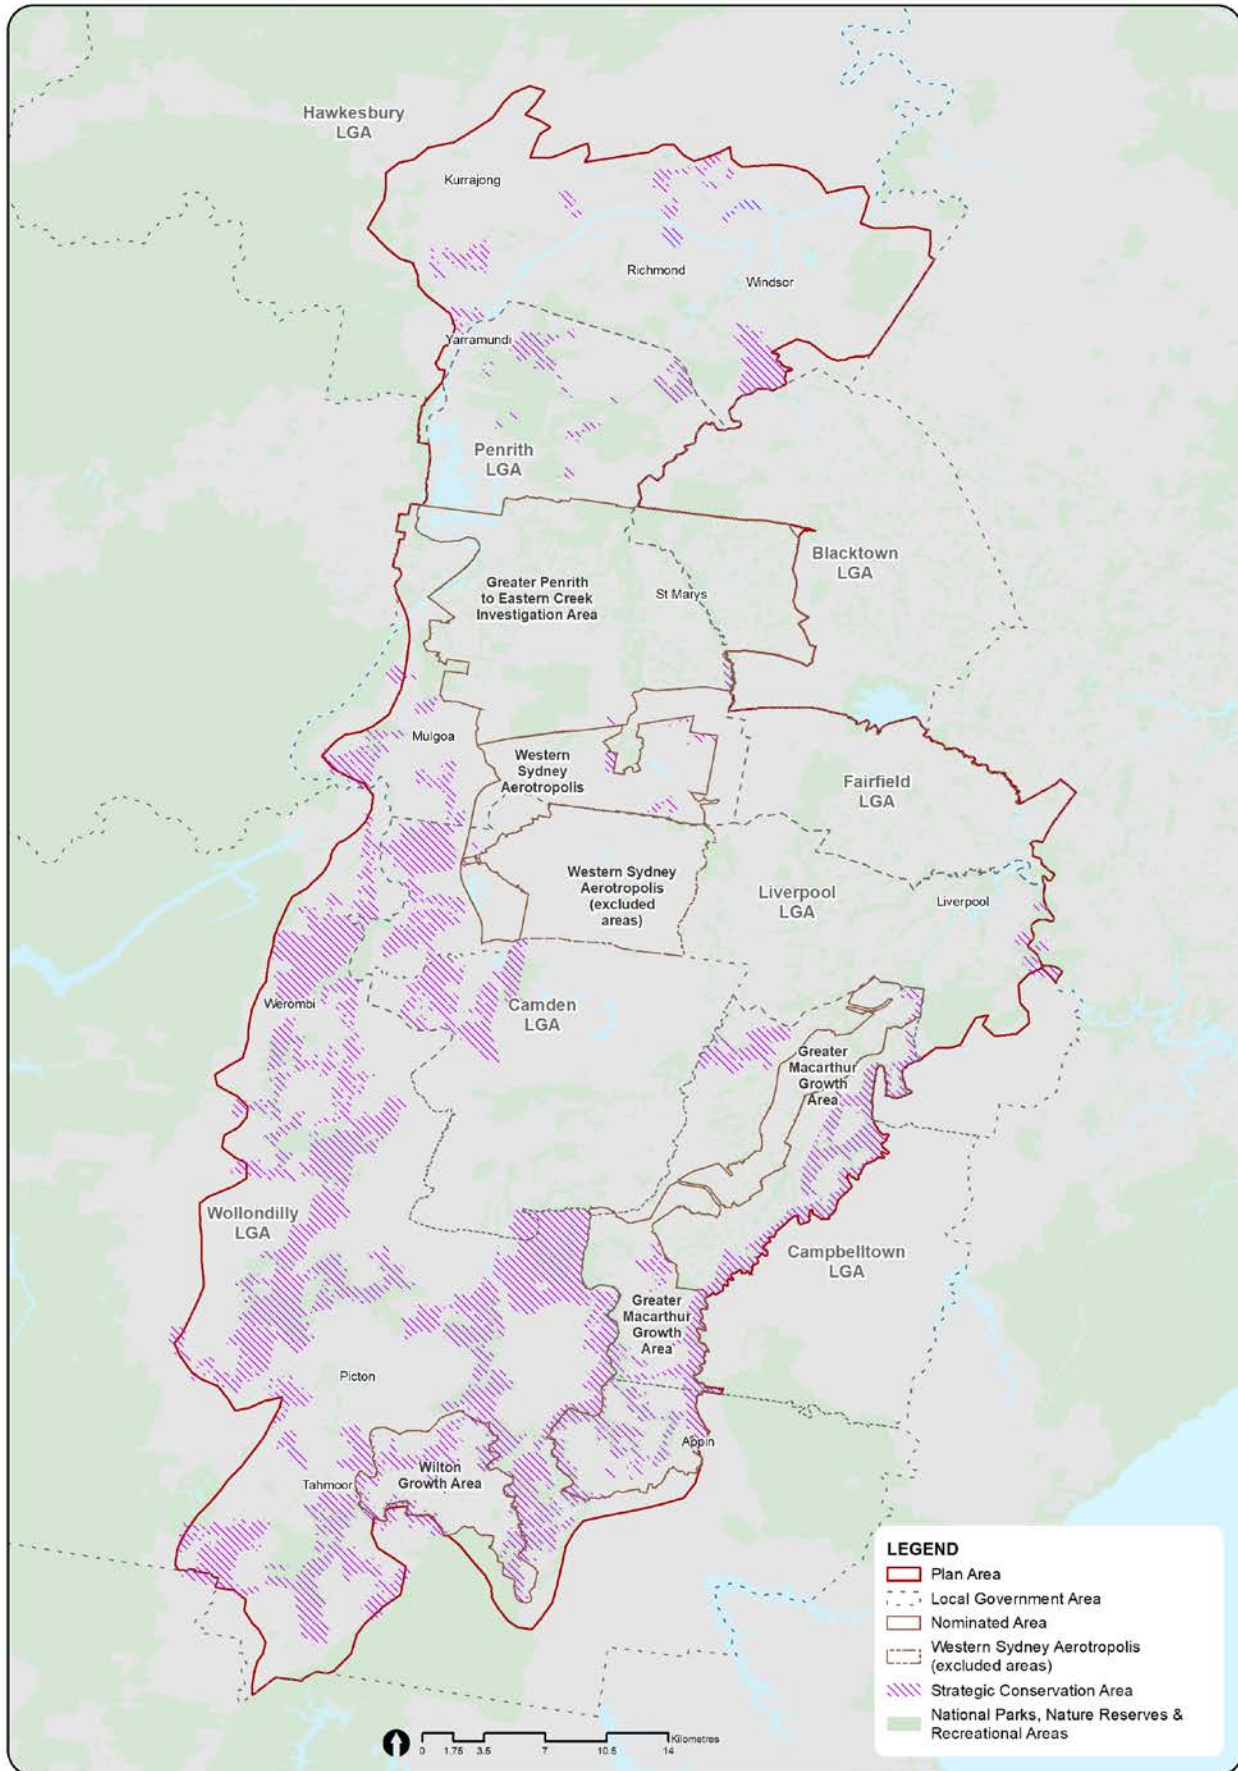 Hawkesbury
LGA
Kurrajong
Richmond
Windsor
Yarramundi
Penrith
LGA
Blacktown
LGA
Greater Penrith
to Eastern Creek
Investigation Area
St Marys
Mulgoa
Western
Sydney
Aerotropolis
Fairfield
LGA
Western Sydney
Aerotropolis
(excluded
areas)
Liverpool
LGA
Liverpool
Werombi
Camden
LGA
Greater
Macarthur
Growth
Area
Wollondilly
LGA
Campbelltown
LGA
Greater
Macarthur
Growth
Area
Picton
Appin
Wilton
Growth Area
Tahmoor
LEGEND
Plan Area
Local Government Area
Nominated Area
Western Sydney Aerotropolis
(excluded areas)
Strategic Conservation Area
National Parks, Nature Reserves &
Recreational Areas
Kilometres
0 1.75 3.5 7 10.5 14